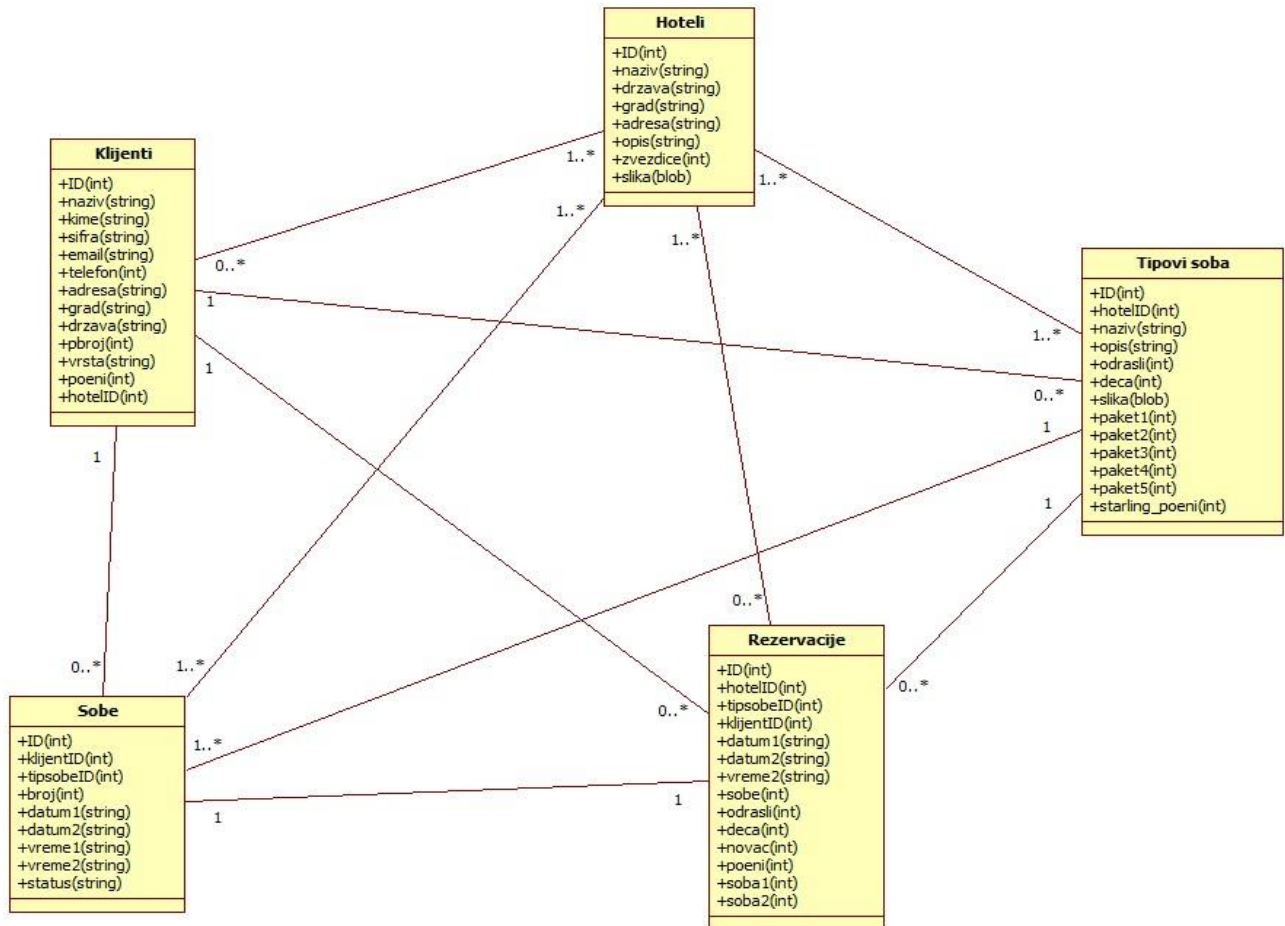 Hoteli
+ID(int)
+naziv(string)
+drzava(string)
+grad(string)
+adresa(string)
+opis(string)
+zvezdice(int)
+slika(blob)
Klijenti
+ID(int)
+naziv(string)
+kime(string)
+sifra(string)
+email(string)
+telefon(int)
+adresa(string)
+grad(string)
+drzava(string)
+pbroj(int)
+vrsta(string)
+poeni(int)
+hotelID(int)
Tipovi soba
+ID(int)
+hotelID(int)
+naziv(string)
+opis(string)
+odrasli(int)
+deca(int)
+slika(blob)
+paket1(int)
+paket2(int)
+paket3(int)
+paket4(int)
+paket5(int)
+starling_poeni(int)
Sobe
+ID(int)
+klijentID(int)
+tipsobeID(int)
+broj(int)
+datum1(string)
+datum2(string)
+vreme1(string)
+vreme2(string)
+status(string)
Rezervacije
+ID(int)
+hotelID(int)
+tipsobeID(int)
+klijentID(int)
+datum1(string)
+datum2(string)
+vreme2(string)
+sobe(int)
+odrasli(int)
+deca(int)
+novac(int)
+poeni(int)
+soba1(int)
+soba2(int)
1..*
1..*
1..*
1..*
0..*
1
1
1..*
0..*
1
1
1
0..*
0..*
1..*
0..*
0..*
1..*
1
1